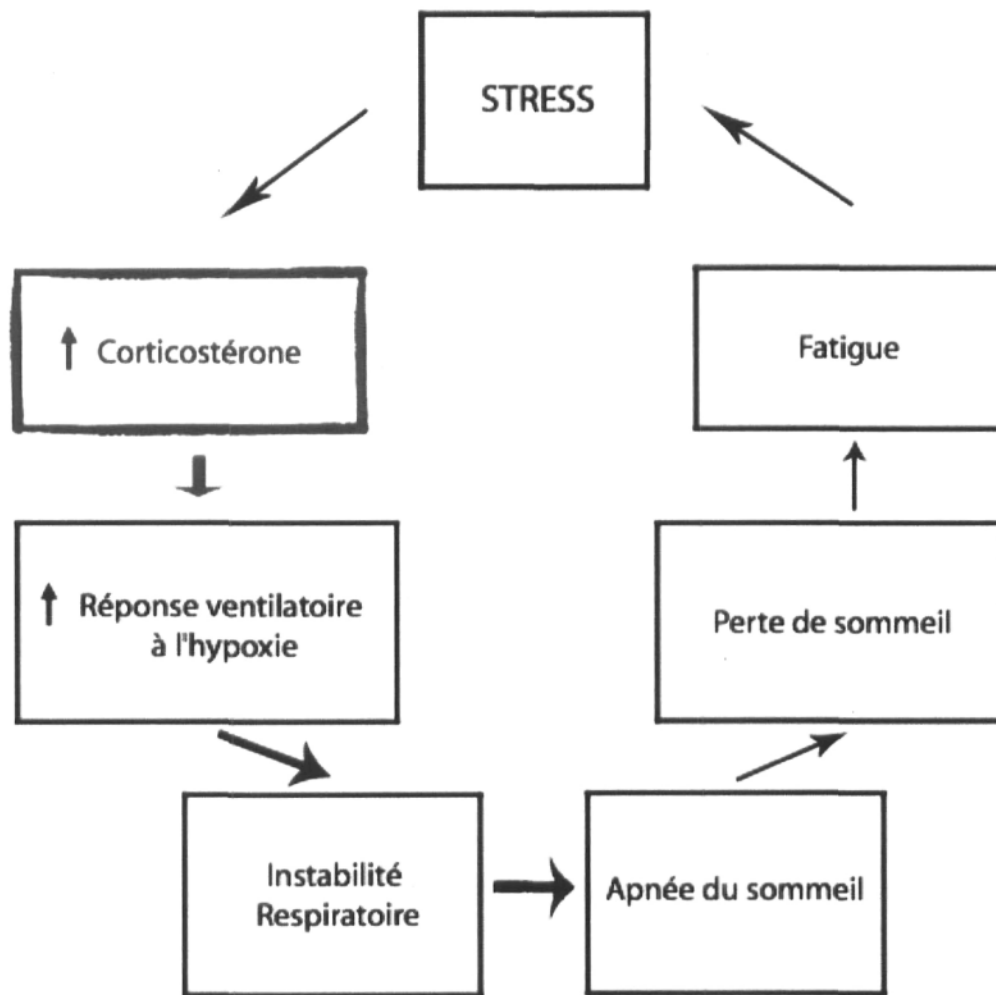 STRESS
↑ Corticostérone
Fatigue
↑ Réponse ventilatoire
à l'hypoxie
Perte de sommeil
Instabilité
Respiratoire
Apnée du sommeil